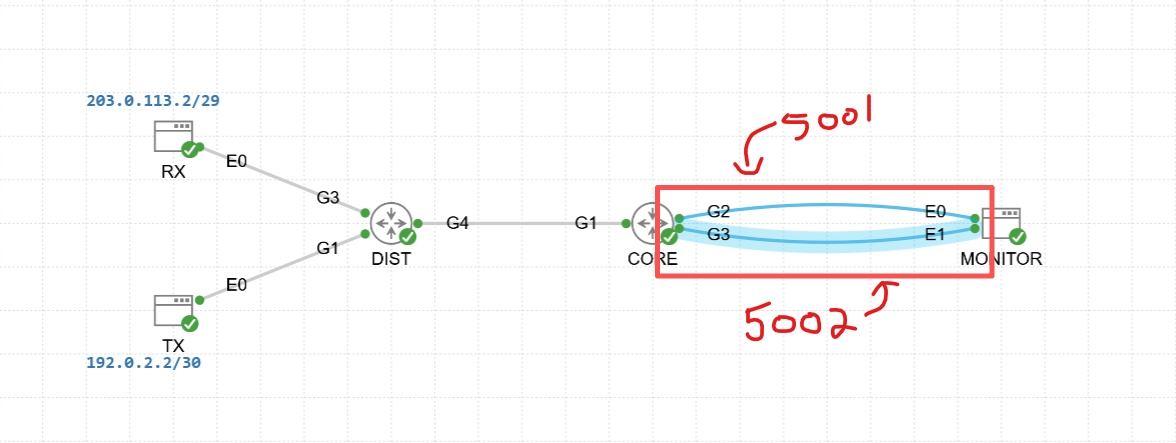 203.0.113.2/29
RX
E0
G3
G1
E0
TX
192.0.2.2/30
DIST
G4
G1
CORE
5001
G2
E0
G3
E1
MONITOR
5002